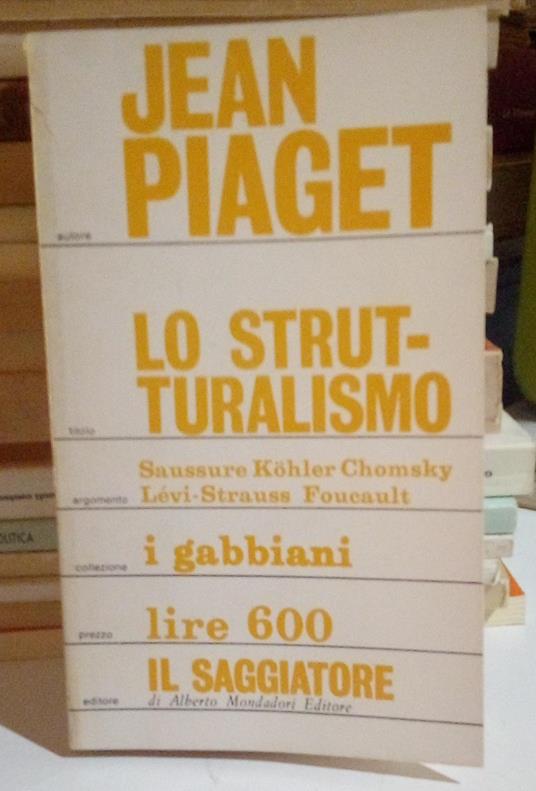 JEAN
PIAGET
autore
LO STRUT-
TURALISMO
titolo
Saussure Köhler Chomsky
argomento Lévi-Strauss Foucault
collezione i gabbiani
prezzo lire 600
IL SAGGIATORE
editore di Alberto Mondadori Editore
OLITICA